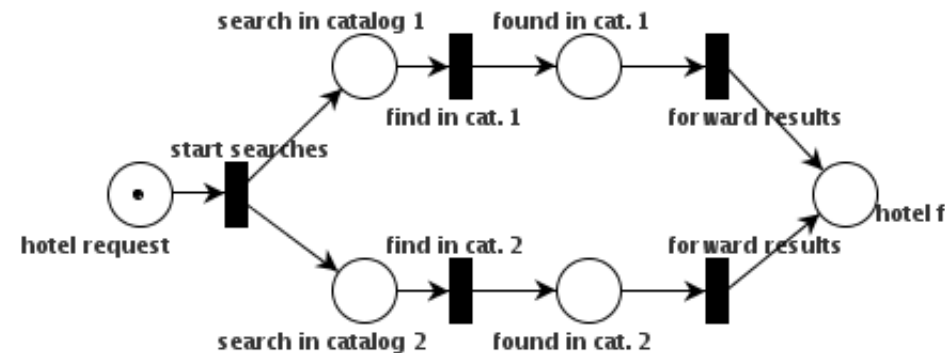 search in catalog 1
found in cat. 1
find in cat. 1
forward results
start searches
hotel request
hotel f
find in cat. 2
forward results
search in catalog 2
found in cat. 2